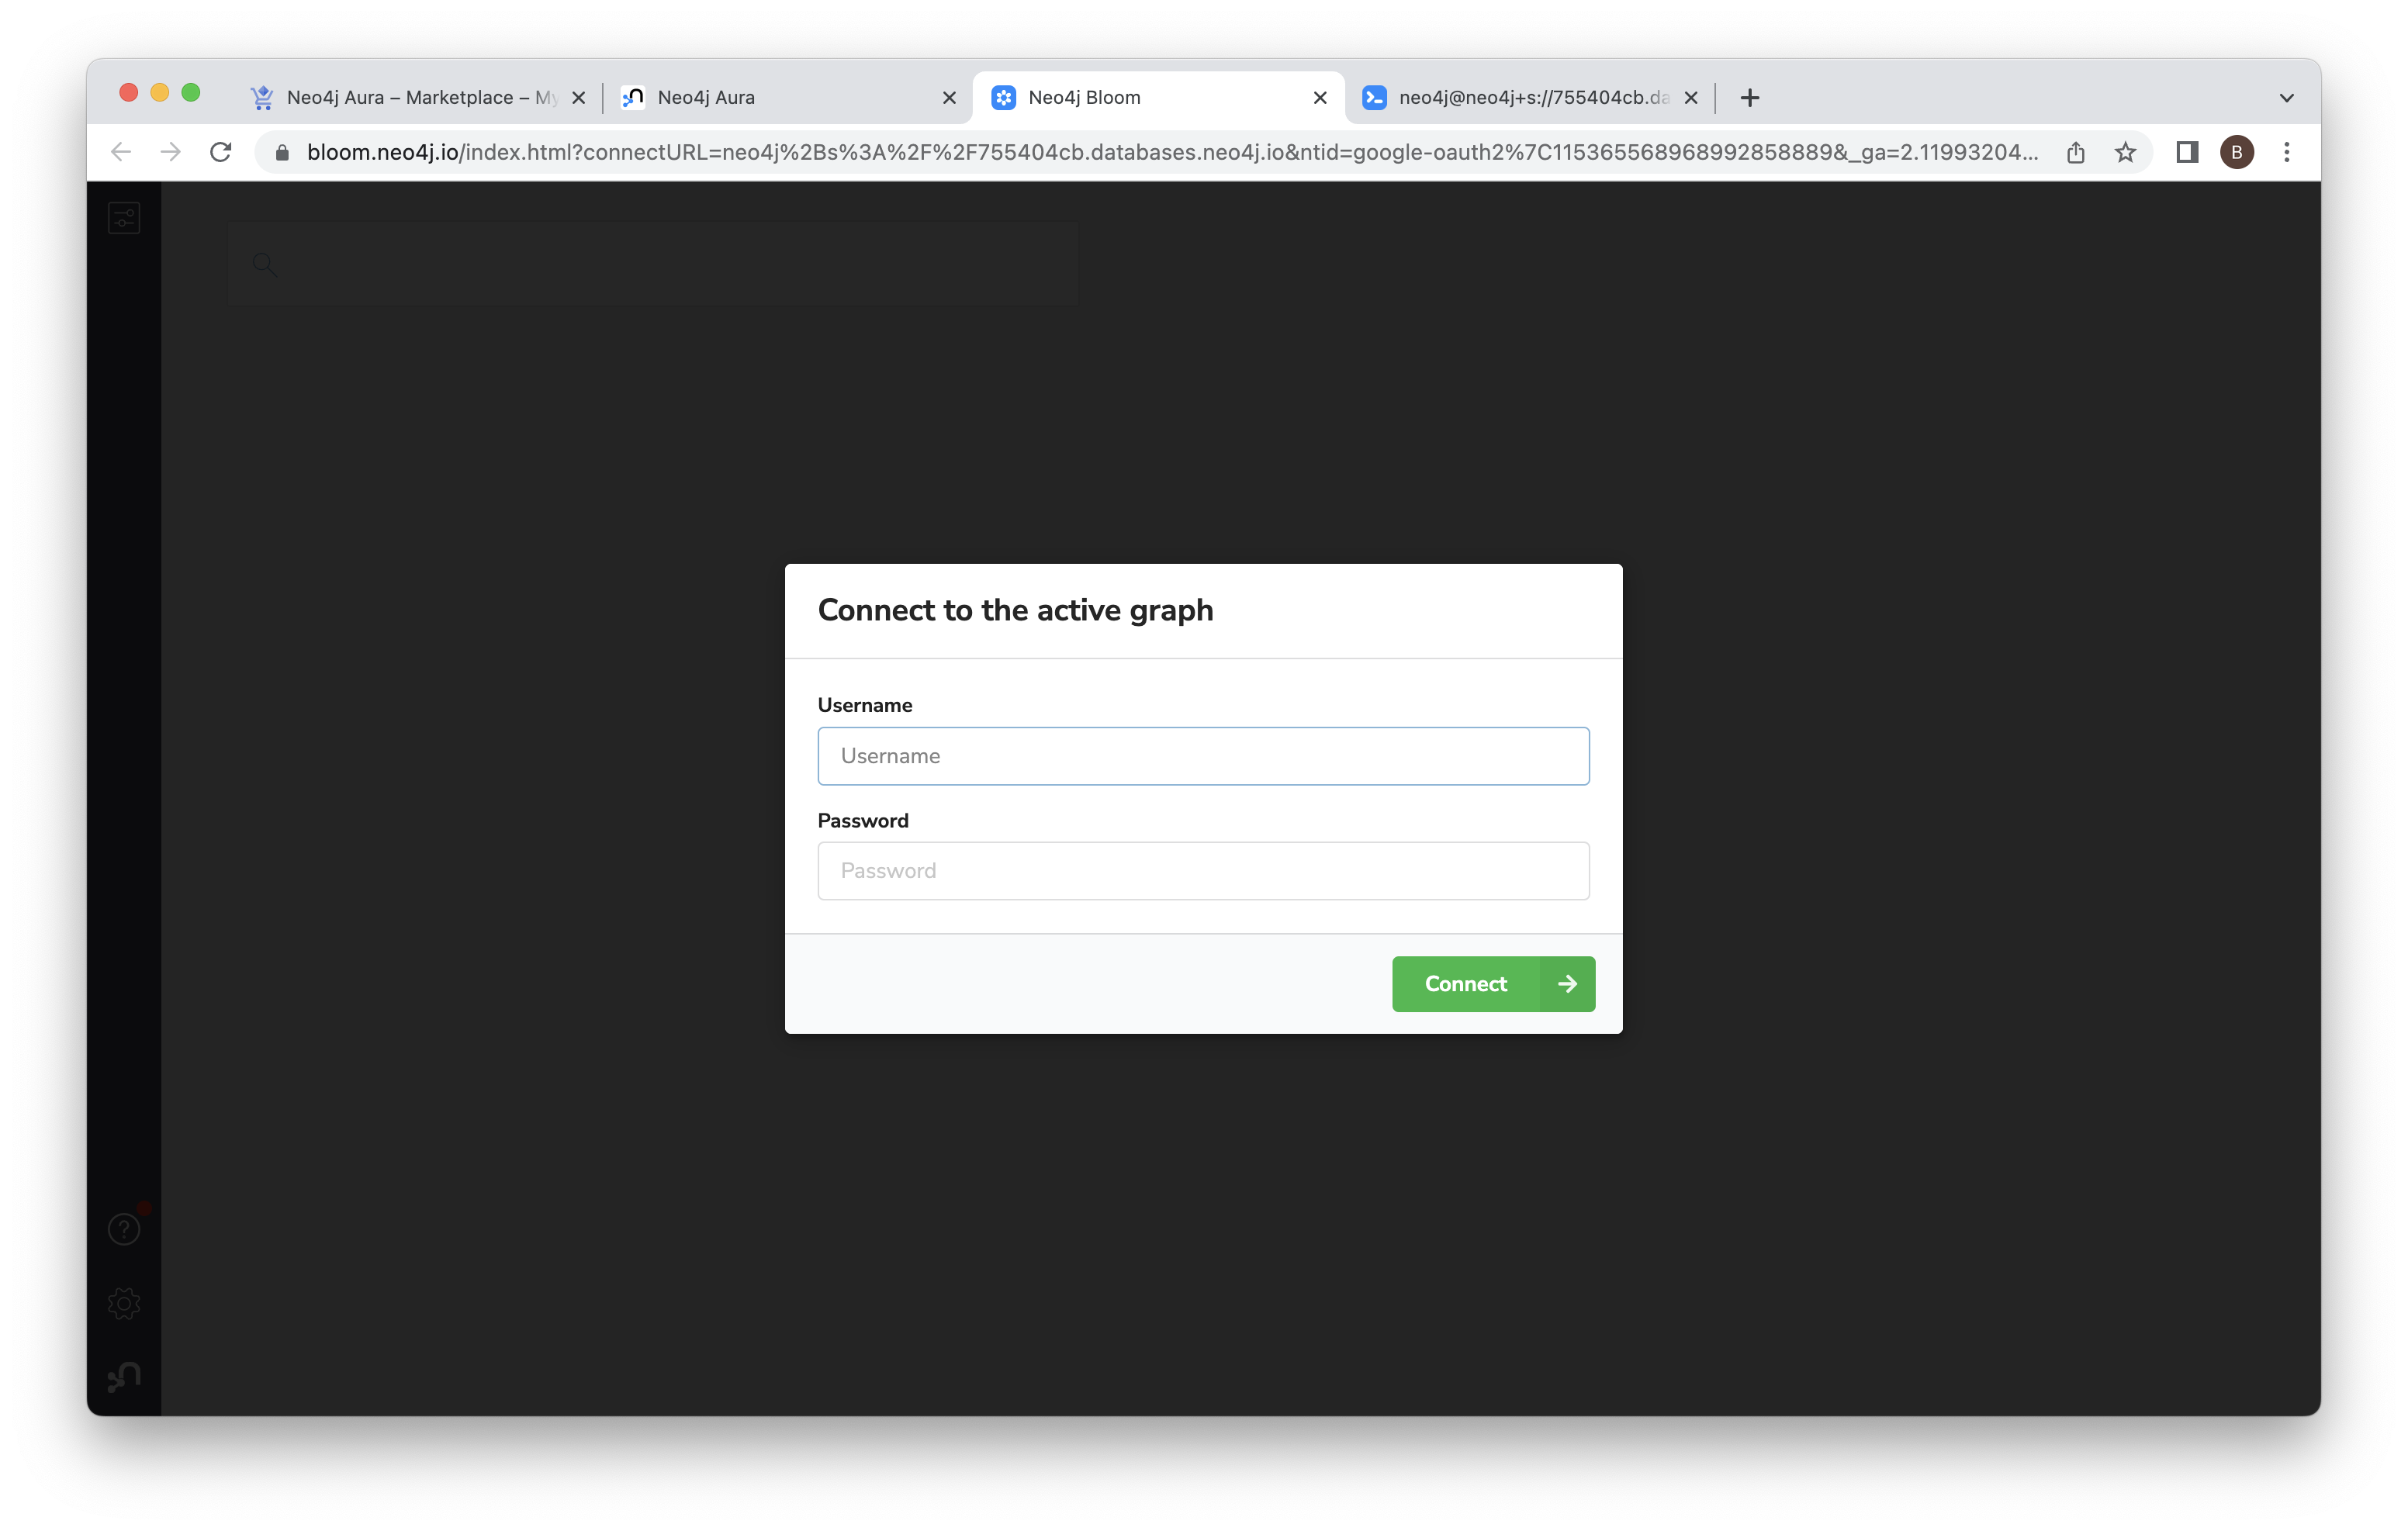 Neo4j Aura – Marketplace – My
Neo4j Aura
Neo4j Bloom
neo4j@neo4j+s://755404cb.da
bloom.neo4j.io/index.html?connectURL=neo4j%2Bs%3A%2F%2F755404cb.databases.neo4j.io&ntid=google-oauth2%7C115365568968992858889&_ga=2.11993204...
B
Connect to the active graph
Username
Username
Password
Password
Connect